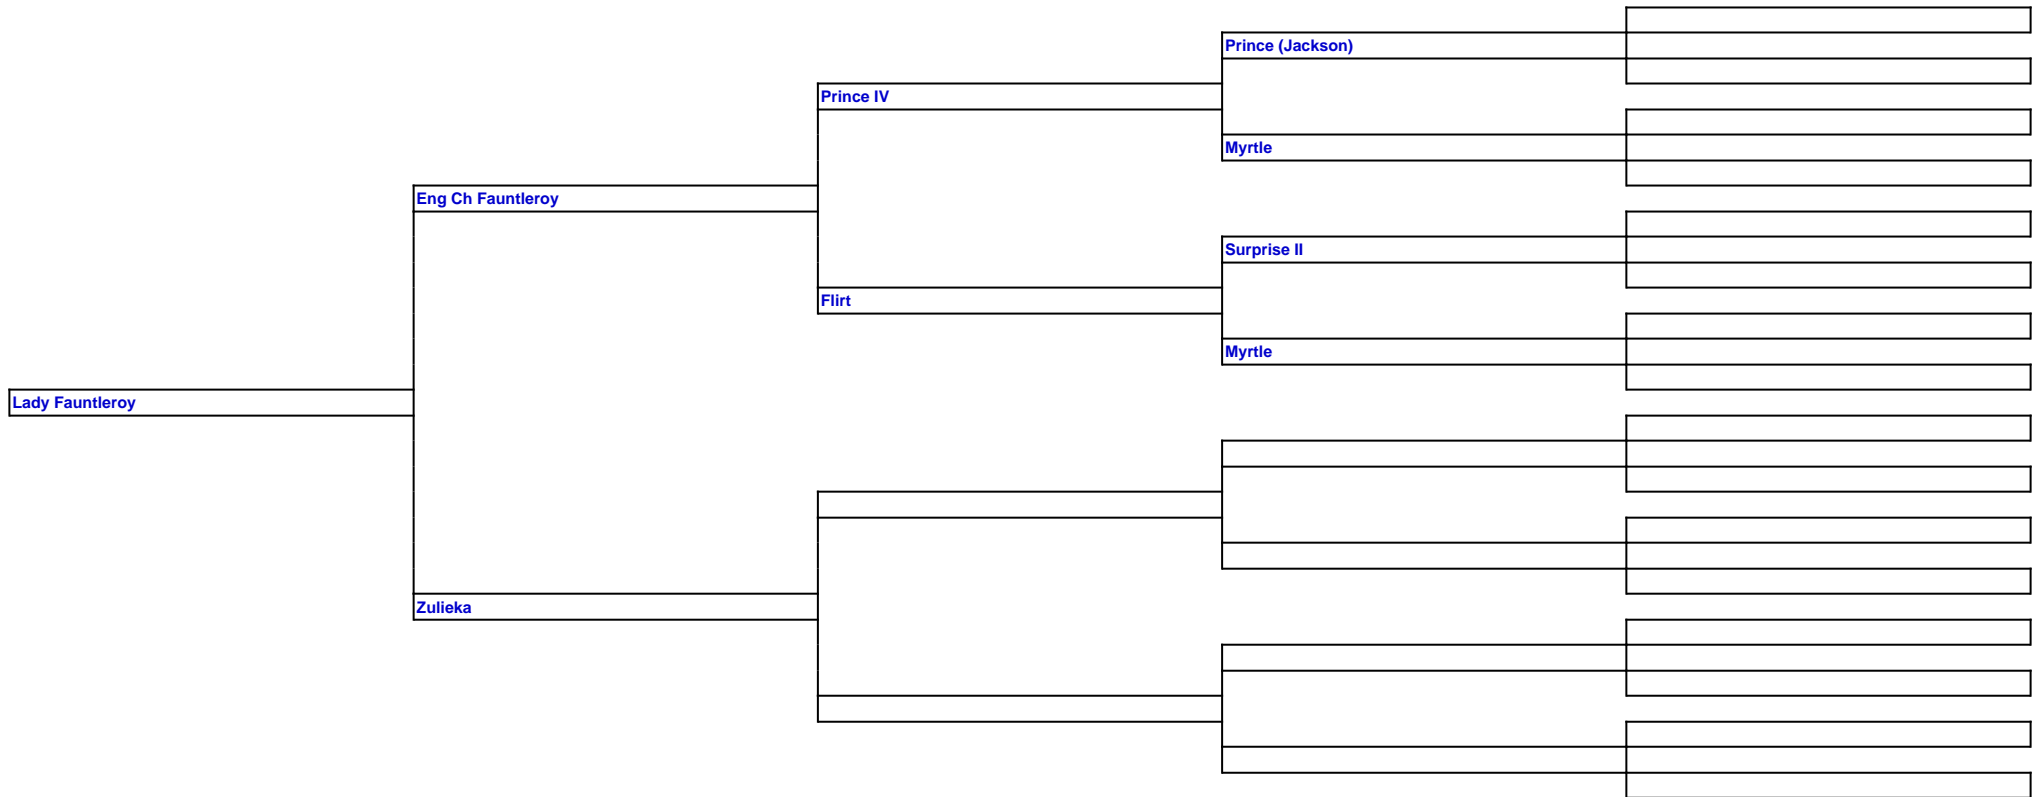 Prince (Jackson)
Prince IV
Myrtle
Eng Ch Fauntleroy
Surprise II
Flirt
Myrtle
Lady Fauntleroy
Zulieka